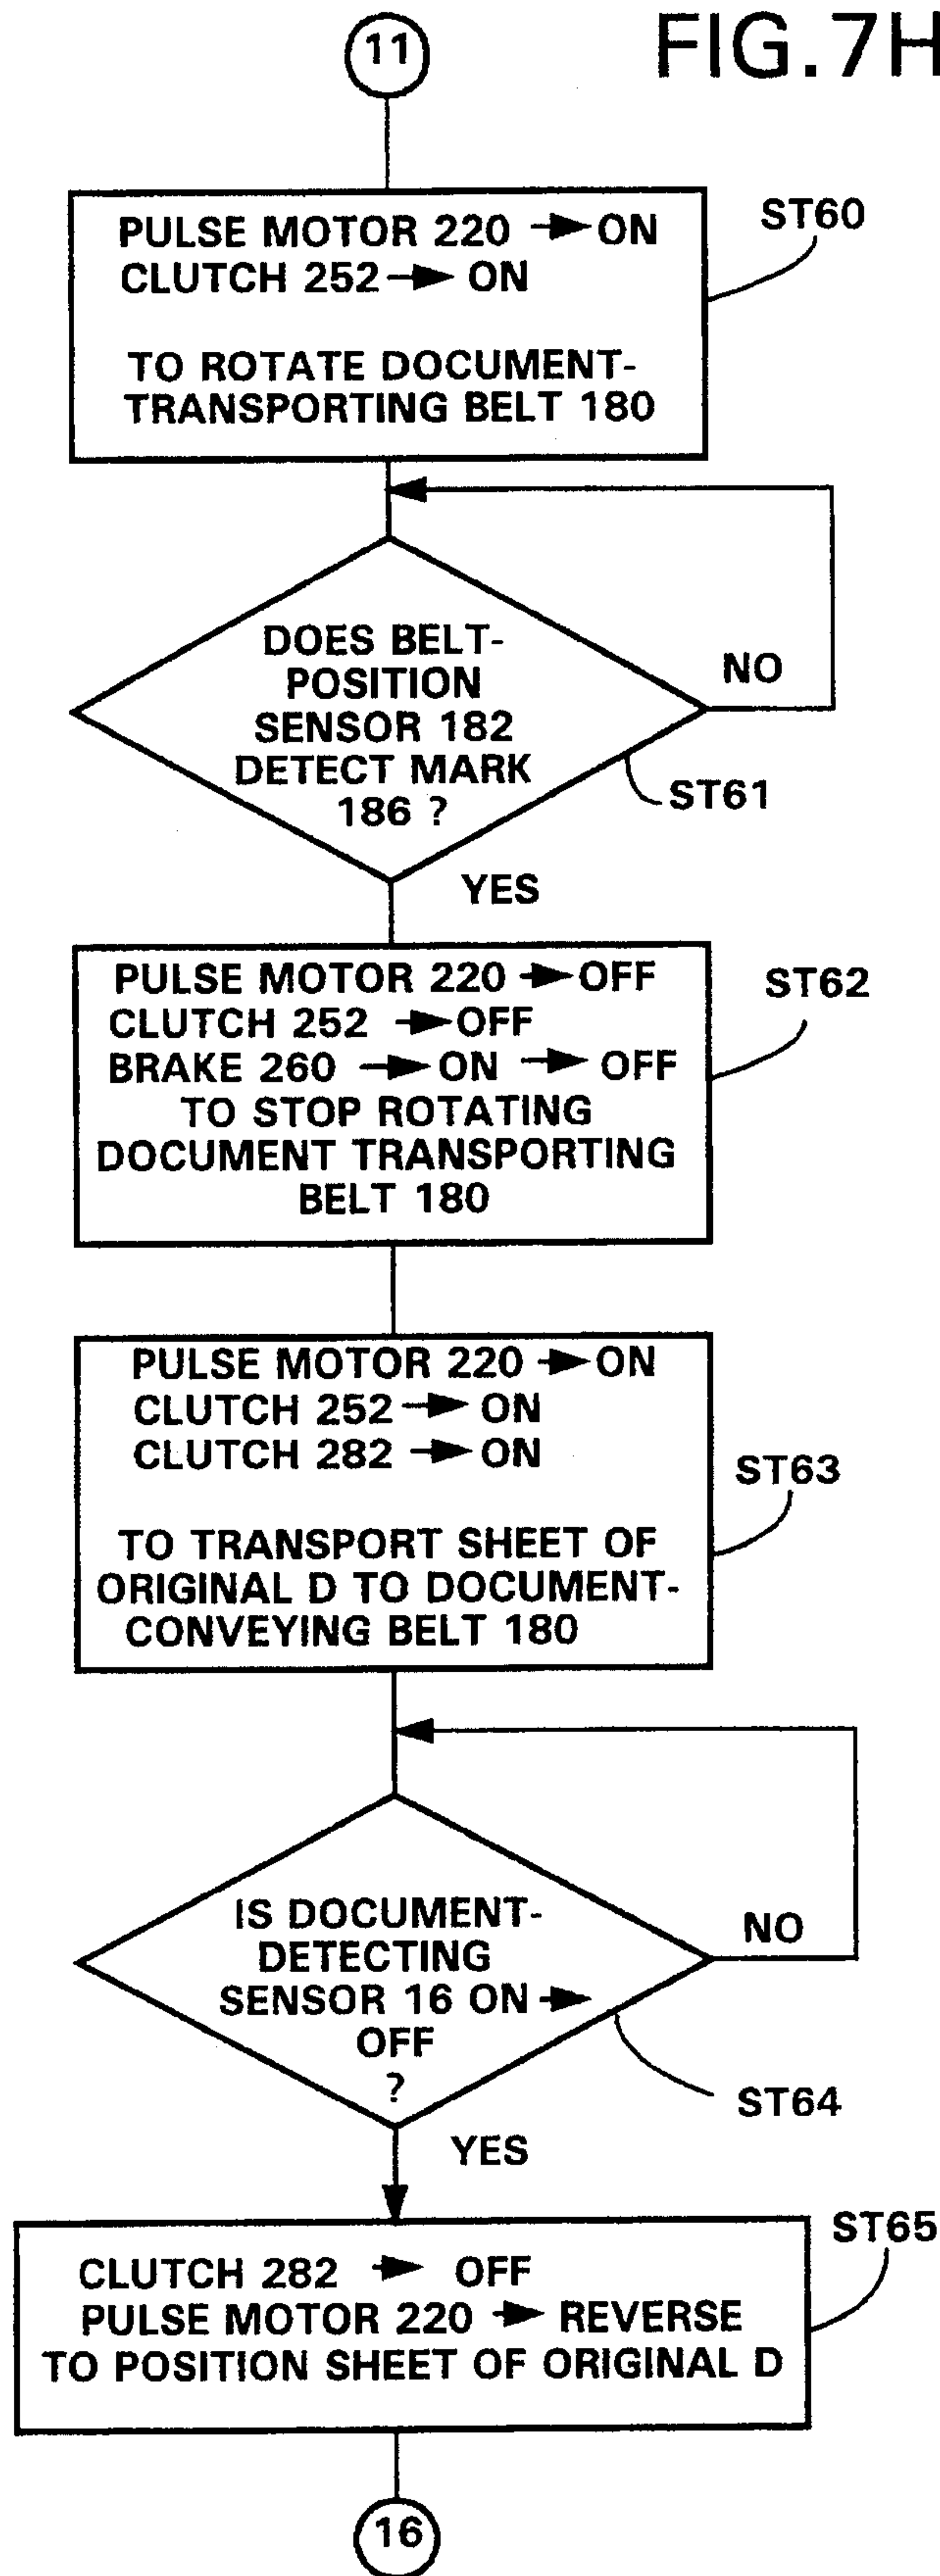 FIG.7H
11
PULSE MOTOR 220 → ON
CLUTCH 252 → ON
TO ROTATE DOCUMENT-
TRANSPORTING BELT 180
ST60
DOES BELT-
POSITION
SENSOR 182
DETECT MARK
186 ?
NO
ST61
YES
PULSE MOTOR 220 → OFF
CLUTCH 252 → OFF
BRAKE 260 → ON → OFF
TO STOP ROTATING
DOCUMENT TRANSPORTING
BELT 180
ST62
PULSE MOTOR 220 → ON
CLUTCH 252 → ON
CLUTCH 282 → ON
TO TRANSPORT SHEET OF
ORIGINAL D TO DOCUMENT-
CONVEYING BELT 180
ST63
IS DOCUMENT-
DETECTING
SENSOR 16 ON →
OFF
?
NO
ST64
YES
CLUTCH 282 → OFF
PULSE MOTOR 220 → REVERSE
TO POSITION SHEET OF ORIGINAL D
ST65
16